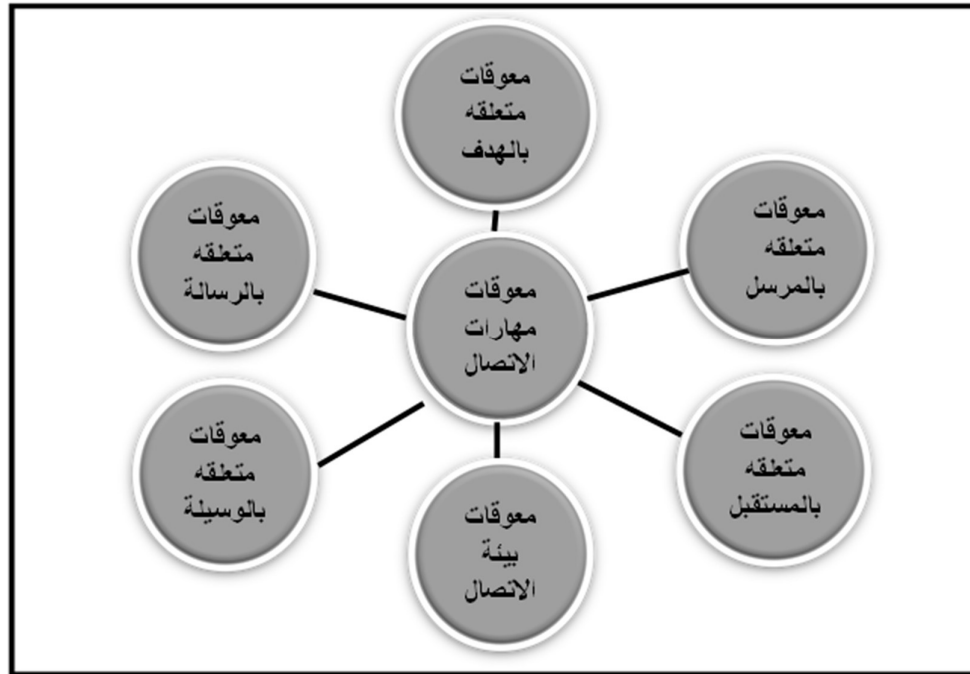 معوقات
متعلقه
بالهدف
معوقات
متعلقه
بالمرسل
معوقات
متعلقه
بالرسالة
معوقات
مهارات
الاتصال
معوقات
متعلقه
بالمستقبل
معوقات
متعلقه
بالوسيلة
معوقات
بيئة
الاتصال